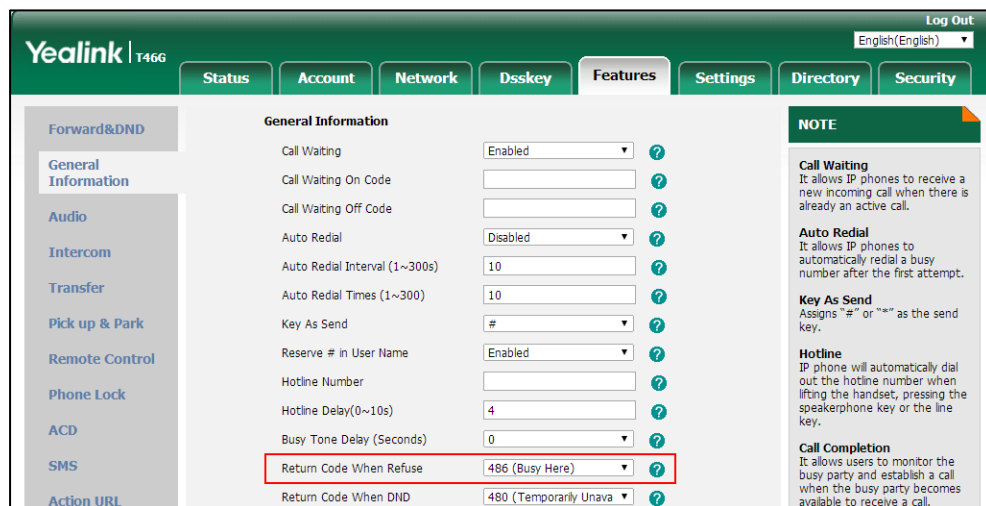 Log Out
English(English)
Yealink T46G
Status Account Network Dsskey Features Settings Directory Security
Forward&DND
General
Information
Audio
Intercom
Transfer
Pick up & Park
Remote Control
Phone Lock
ACD
SMS
Action URL
General Information
Call Waiting Enabled ?
Call Waiting On Code ?
Call Waiting Off Code ?
Auto Redial Disabled ?
Auto Redial Interval (1~300s) 10 ?
Auto Redial Times (1~300) 10 ?
Key As Send # ?
Reserve # in User Name Enabled ?
Hotline Number ?
Hotline Delay(0~10s) 4 ?
Busy Tone Delay (Seconds) 0 ?
Return Code When Refuse 486 (Busy Here) ?
Return Code When DND 480 (Temporarily Unava ?
NOTE
Call Waiting
It allows IP phones to receive a
new incoming call when there is
already an active call.
Auto Redial
It allows IP phones to
automatically redial a busy
number after the first attempt.
Key As Send
Assigns "#" or "*" as the send
key.
Hotline
IP phone will automatically dial
out the hotline number when
lifting the handset, pressing the
speakerphone key or the line
key.
Call Completion
It allows users to monitor the
busy party and establish a call
when the busy party becomes
available to receive a call.